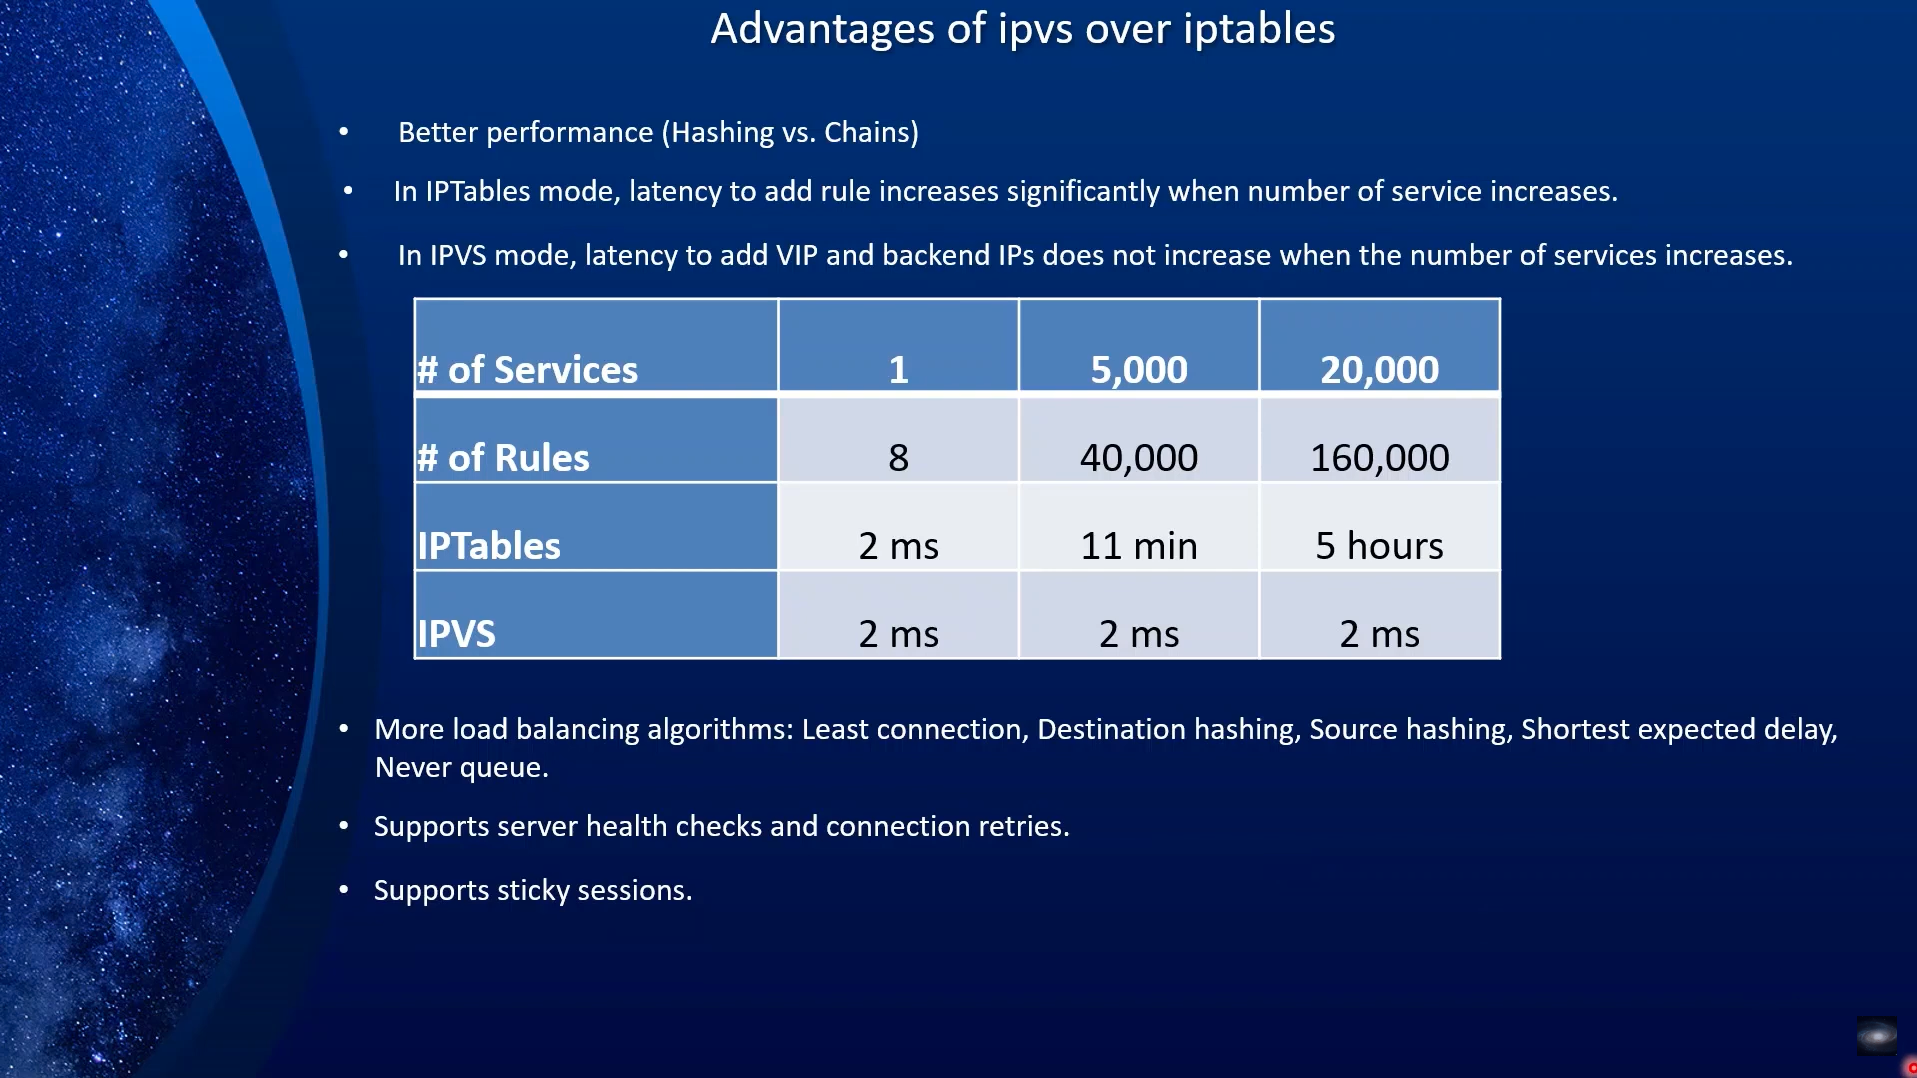 Advantages of ipvs over iptables
• Better performance (Hashing vs. Chains)
• In IPTables mode, latency to add rule increases significantly when number of service increases.
• In IPVS mode, latency to add VIP and backend IPs does not increase when the number of services increases.
# of Services 1 5,000 20,000
# of Rules 8 40,000 160,000
IPTables 2 ms 11 min 5 hours
IPVS 2 ms 2 ms 2 ms
• More load balancing algorithms: Least connection, Destination hashing, Source hashing, Shortest expected delay,
Never queue.
• Supports server health checks and connection retries.
• Supports sticky sessions.